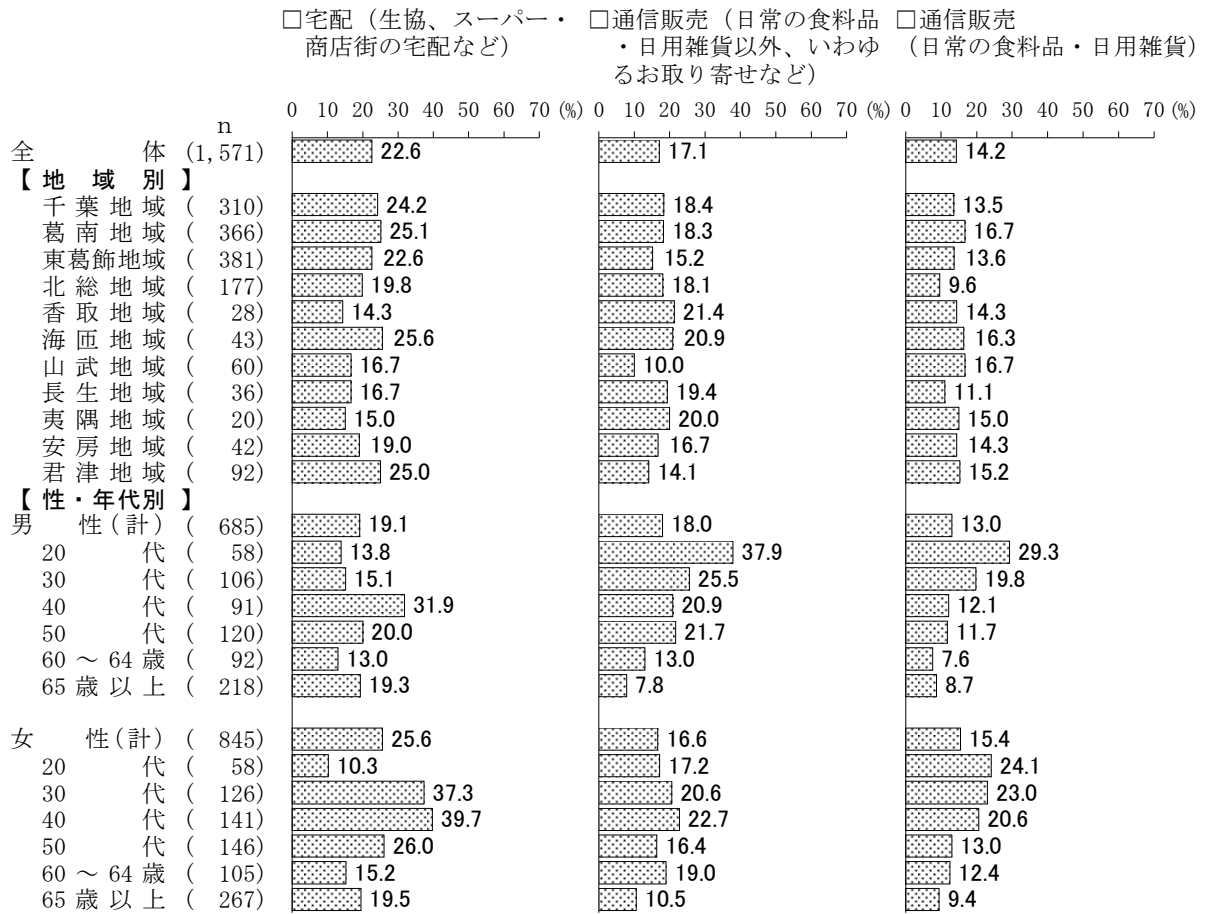 □宅配（生協、スーパー・ □通信販売（日常の食料品 □通信販売
商店街の宅配など） ・日用雑貨以外、いわゆ （日常の食料品・日用雑貨）
るお取り寄せなど）
0 10 20 30 40 50 60 70 (%) 0 10 20 30 40 50 60 70 (%) 0 10 20 30 40 50 60 70 (%)
n
全体 (1,571) 22.6 17.1 14.2
【地域別】
千葉地域 ( 310) 24.2 18.4 13.5
葛南地域 ( 366) 25.1 18.3 16.7
東葛飾地域 ( 381) 22.6 15.2 13.6
北総地域 ( 177) 19.8 18.1 9.6
香取地域 ( 28) 14.3 21.4 14.3
海匝地域 ( 43) 25.6 20.9 16.3
山武地域 ( 60) 16.7 10.0 16.7
長生地域 ( 36) 16.7 19.4 11.1
夷隅地域 ( 20) 15.0 20.0 15.0
安房地域 ( 42) 19.0 16.7 14.3
君津地域 ( 92) 25.0 14.1 15.2
【性・年代別】
男性(計) ( 685) 19.1 18.0 13.0
20代 ( 58) 13.8 37.9 29.3
30代 ( 106) 15.1 25.5 19.8
40代 ( 91) 31.9 20.9 12.1
50代 ( 120) 20.0 21.7 11.7
60～64歳 ( 92) 13.0 13.0 7.6
65歳以上 ( 218) 19.3 7.8 8.7
女性(計) ( 845) 25.6 16.6 15.4
20代 ( 58) 10.3 17.2 24.1
30代 ( 126) 37.3 20.6 23.0
40代 ( 141) 39.7 22.7 20.6
50代 ( 146) 26.0 16.4 13.0
60～64歳 ( 105) 15.2 19.0 12.4
65歳以上 ( 267) 19.5 10.5 9.4